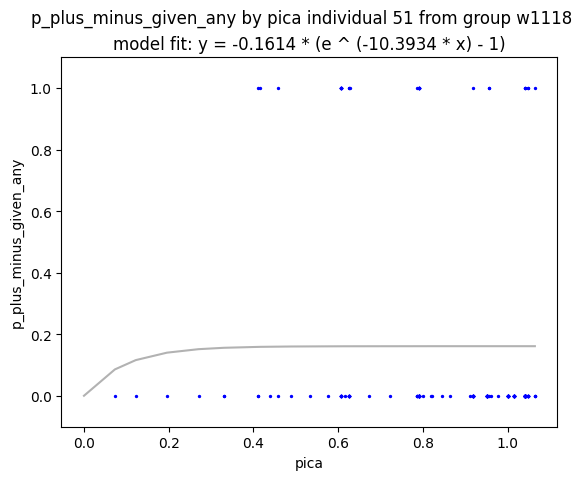 p_plus_minus_given_any by pica individual 51 from group w1118
model fit: y = -0.1614 * (e ^ (-10.3934 * x) - 1)
1.0
0.8
0.6
0.4
0.2
0.0
p_plus_minus_given_any
0.0 0.2 0.4 0.6 0.8 1.0
pica